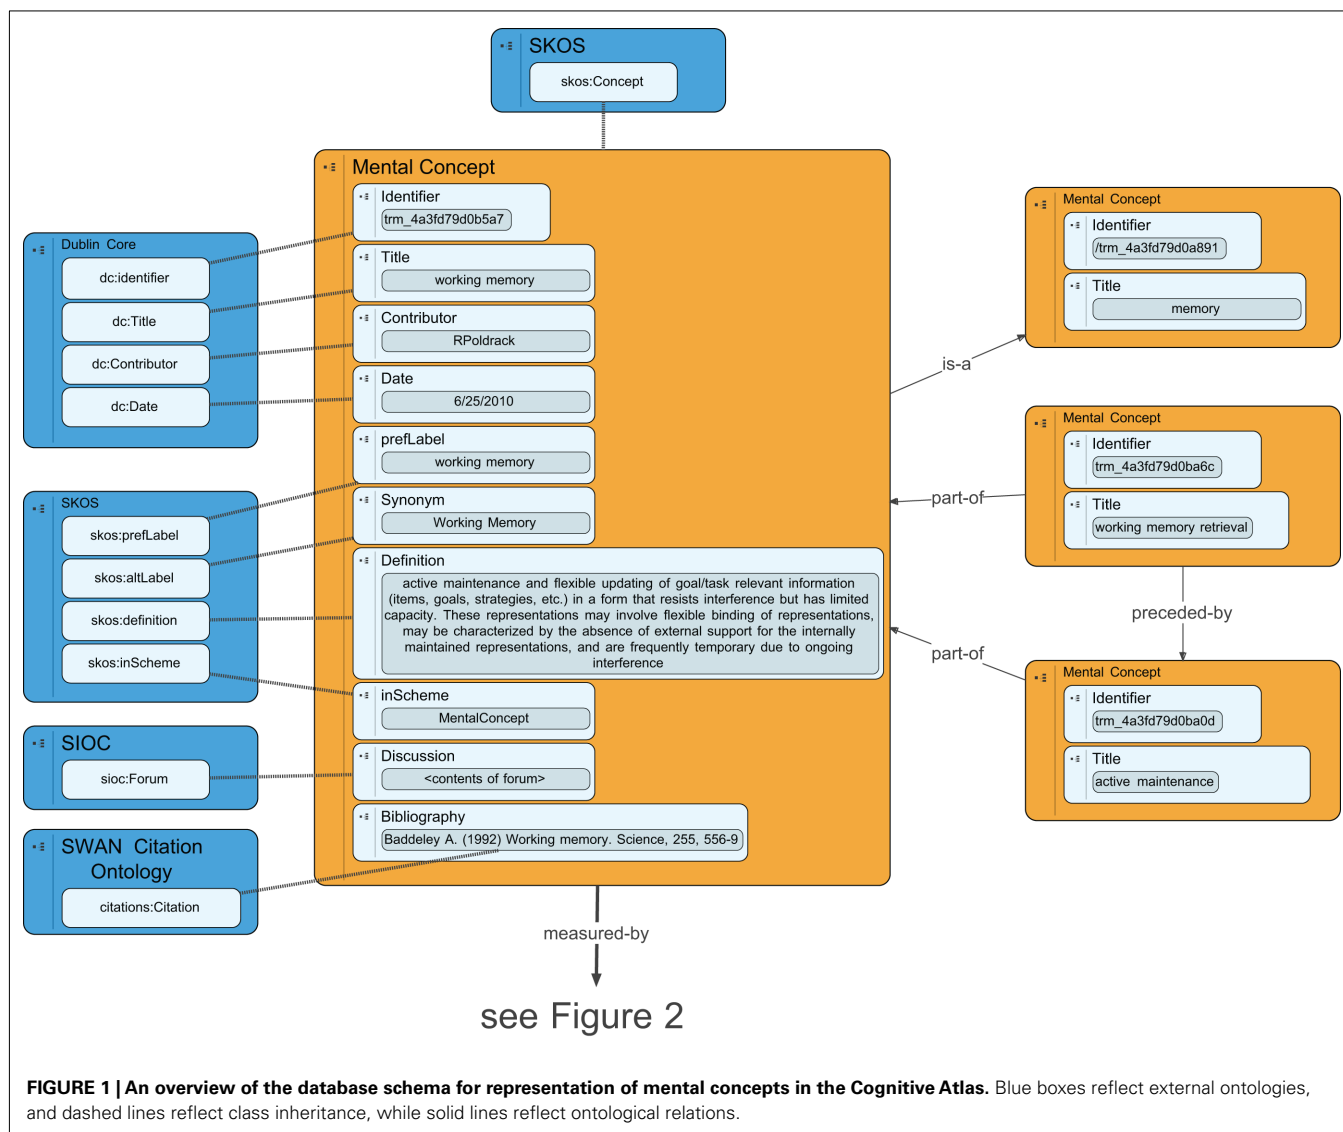 SKOS
skos:Concept
Mental Concept
Identifier
trm_4a3fd79d0b5a7
Title
working memory
Contributor
RPoldrack
Date
6/25/2010
prefLabel
working memory
Synonym
Working Memory
Definition
active maintenance and flexible updating of goal/task relevant information
(items, goals, strategies, etc.) in a form that resists interference but has limited
capacity. These representations may involve flexible binding of representations,
may be characterized by the absence of external support for the internally
maintained representations, and are frequently temporary due to ongoing
interference
inScheme
MentalConcept
Discussion
<contents of forum>
Bibliography
Baddeley A. (1992) Working memory. Science, 255, 556-9
Dublin Core
dc:identifier
dc:Title
dc:Contributor
dc:Date
SKOS
skos:prefLabel
skos:altLabel
skos:definition
skos:inScheme
SIOC
sioc:Forum
SWAN Citation
Ontology
citations:Citation
is-a
part-of
part-of
Mental Concept
Identifier
/trm_4a3fd79d0a891
Title
memory
Mental Concept
Identifier
trm_4a3fd79d0ba6c
Title
working memory retrieval
preceded-by
Mental Concept
Identifier
trm_4a3fd79d0ba0d
Title
active maintenance
measured-by
see Figure 2
FIGURE 1 | An overview of the database schema for representation of mental concepts in the Cognitive Atlas. Blue boxes reflect external ontologies,
and dashed lines reflect class inheritance, while solid lines reflect ontological relations.